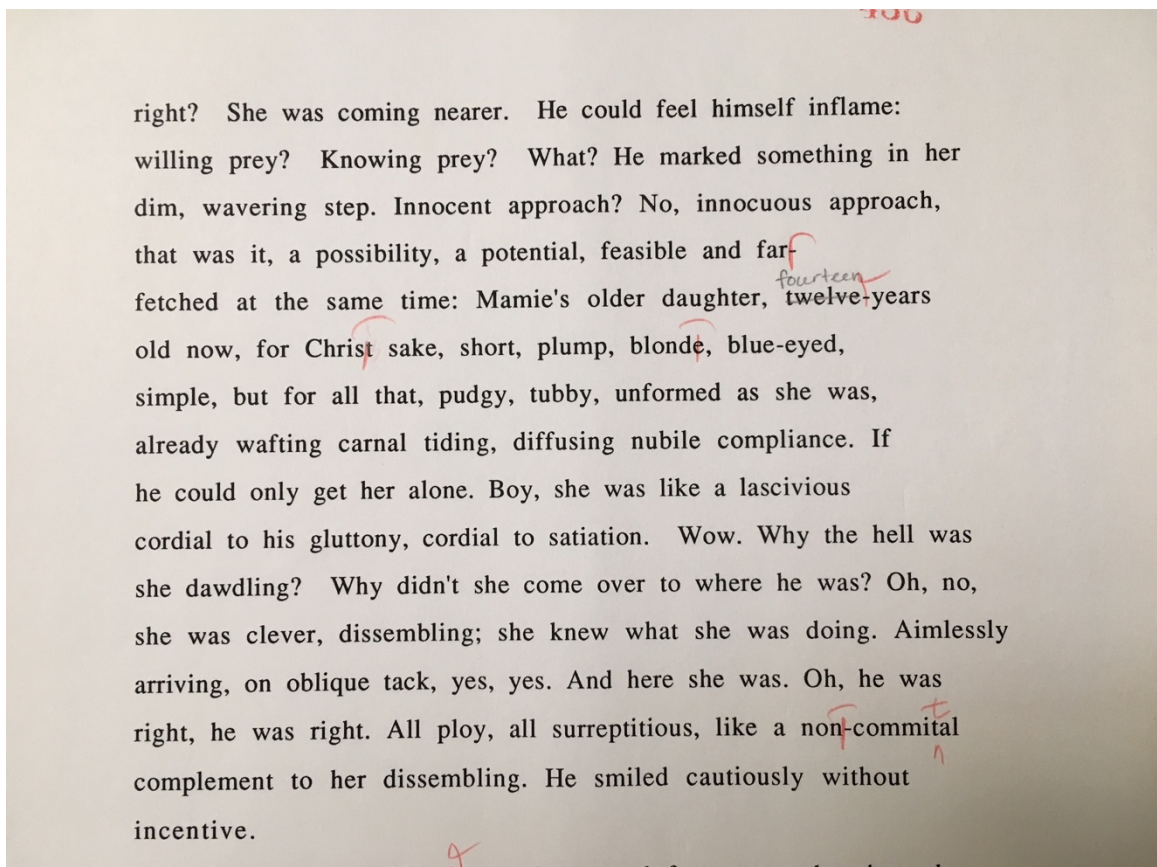 right? She was coming nearer. He could feel himself inflame:
willing prey? Knowing prey? What? He marked something in her
dim, wavering step. Innocent approach? No, innocuous approach,
that was it, a possibility, a potential, feasible and far-
fourteen
fetched at the same time: Mamie's older daughter, twelve-years
old now, for Christ sake, short, plump, blonde, blue-eyed,
simple, but for all that, pudgy, tubby, unformed as she was,
already wafting carnal tiding, diffusing nubile compliance. If
he could only get her alone. Boy, she was like a lascivious
cordial to his gluttony, cordial to satiation. Wow. Why the hell was
she dawdling? Why didn't she come over to where he was? Oh, no,
she was clever, dissembling; she knew what she was doing. Aimlessly
arriving, on oblique tack, yes, yes. And here she was. Oh, he was
t
right, he was right. All ploy, all surreptitious, like a non-commital
complement to her dissembling. He smiled cautiously without
incentive.